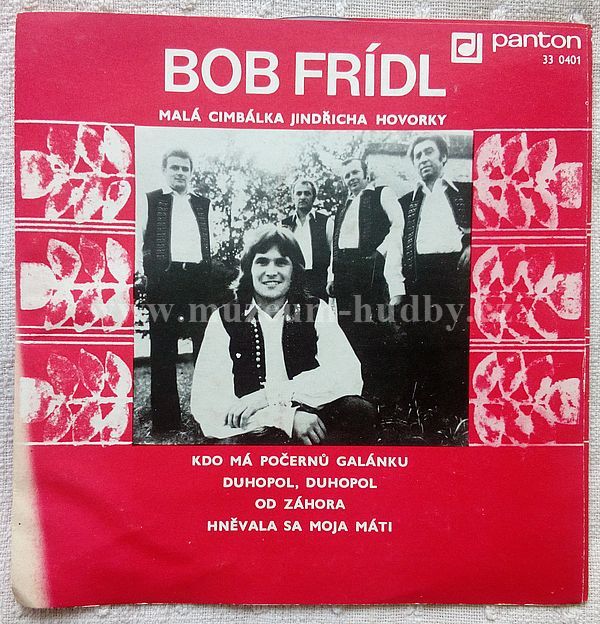 panton
33 0401
BOB FRÍDL
MALÁ CIMBÁLKA JINDŘICHA HOVORKY
www.muzeum-hudby.cz
KDO MÁ POČERNŮ GALÁNKU
DUHOPOL, DUHOPOL
OD ZÁHORA
HNĚVALA SA MOJA MÁTI